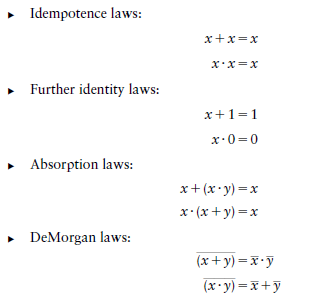 ▸ Idempotence laws:
x + x = x
x · x = x
▸ Further identity laws:
x + 1 = 1
x · 0 = 0
▸ Absorption laws:
x + (x · y) = x
x · (x + y) = x
▸ DeMorgan laws:
(x + y)̅ = x̅ · y̅
(x · y)̅ = x̅ + y̅